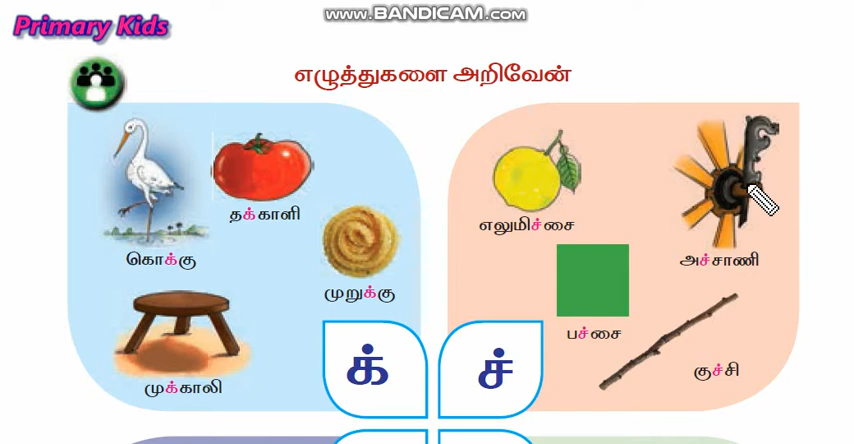 www.BANDICAM.com
Primary Kids
எழுத்துகளை அறிவேன்
கொக்கு
தக்காளி
முறுக்கு
முக்காலி
க்
எலுமிச்சை
அச்சாணி
பச்சை
குச்சி
ச்